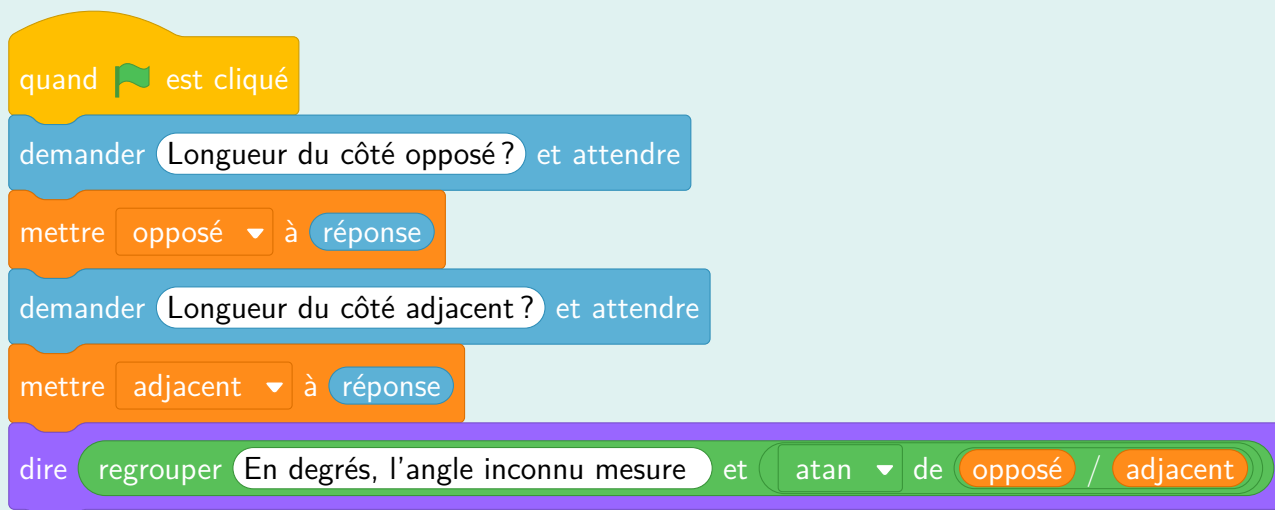 quand est cliqué
demander Longueur du côté opposé ? et attendre
mettre opposé à réponse
demander Longueur du côté adjacent ? et attendre
mettre adjacent à réponse
dire regrouper En degrés, l'angle inconnu mesure et atan de opposé / adjacent